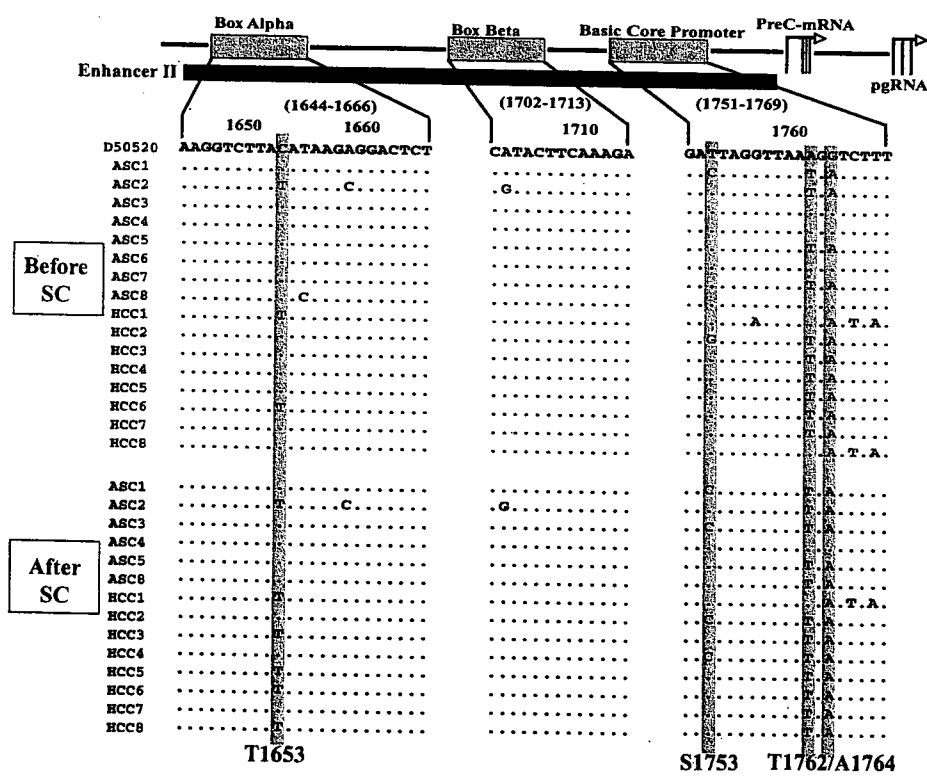 Box Alpha Box Beta Basic Core Promoter PreC-mRNA
Enhancer II pgRNA
(1644-1666) (1702-1713) (1751-1769)
1650 1660 1710 1760
D50520 AAGGTCTTACATAAGAGGACTCT CATACTTCAAAGA GATTAGGTTAAAGGTCTTT
ASC1 C T A
ASC2 T C G T A
ASC3
ASC4
ASC5 A
ASC6
ASC7 A
Before
SC
ASC8 C
HCC1 T A A T A
HCC2 G T A
HCC3 T A
HCC4 T A
HCC5 T A
HCC6 T T A
HCC7 T A
HCC8 A T A
ASC1 A
ASC2 T C G A
ASC3 A
ASC4
ASC5 A
ASC8 A
After
SC
HCC1 T A T A
HCC2 A
HCC3 T A
HCC4 A
HCC5 T A
HCC6 T A
HCC7 A
HCC8 T A
T1653 S1753 T1762/A1764